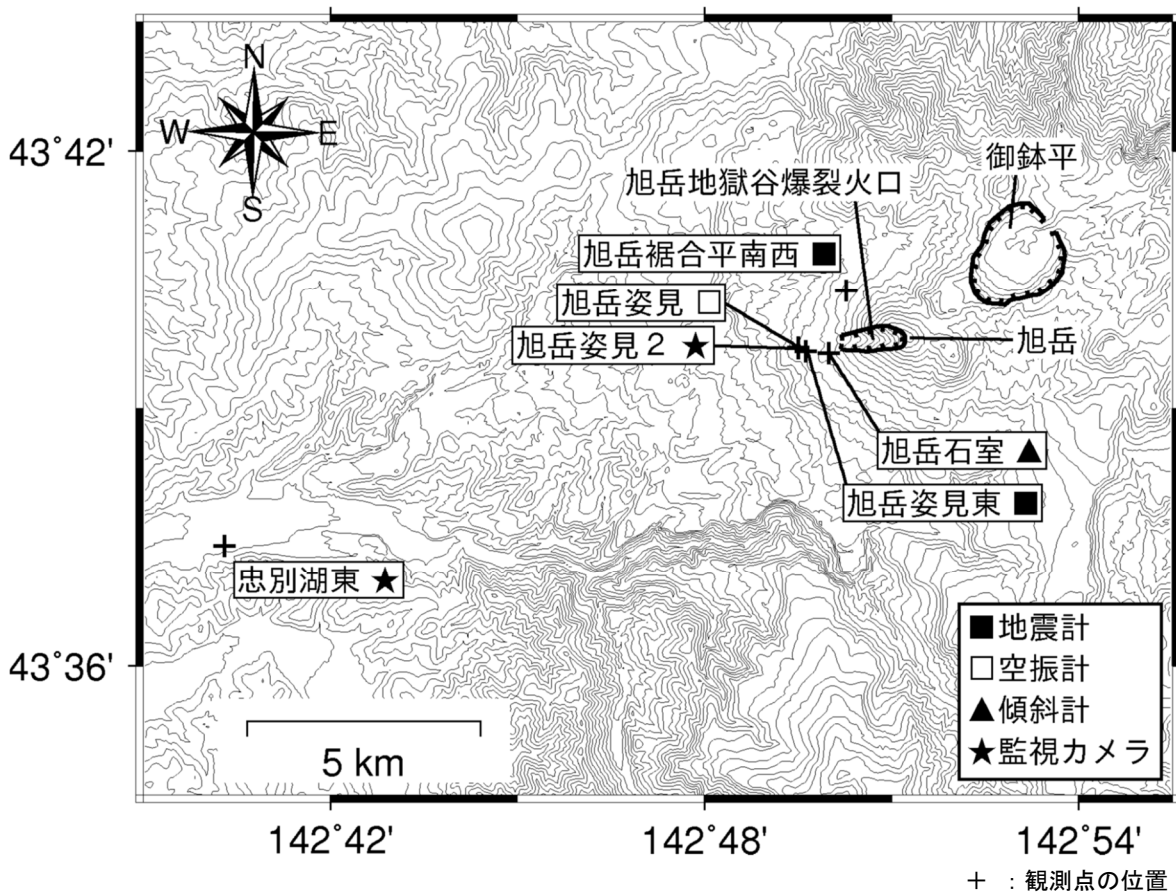 N
W E
S
43°42'
御鉢平
旭岳地獄谷爆裂火口
旭岳裾合平南西 ■
旭岳姿見 □
旭岳姿見2 ★
旭岳
旭岳石室 ▲
旭岳姿見東 ■
忠別湖東 ★
43°36'
■地震計
□空振計
▲傾斜計
★監視カメラ
5 km
142°42' 142°48' 142°54'
+ :観測点の位置